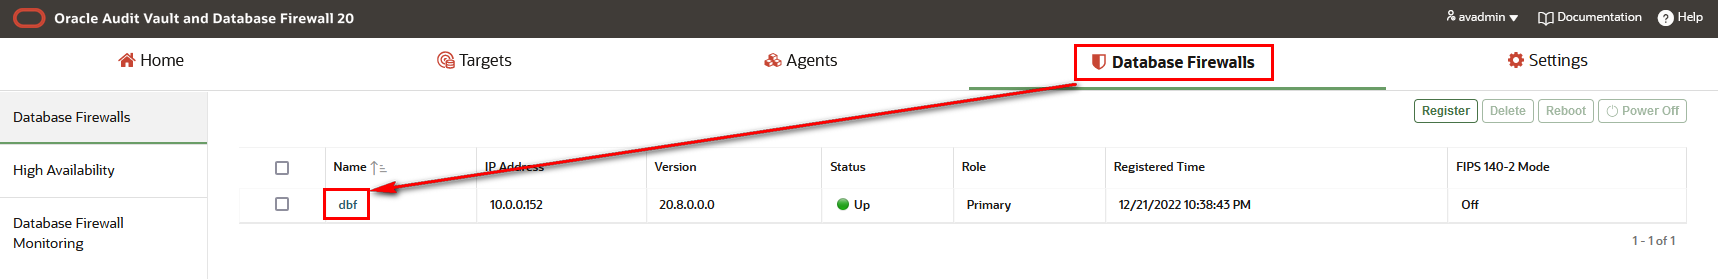 Oracle Audit Vault and Database Firewall 20
avadmin
Documentation
Help
Home
Targets
Agents
Database Firewalls
Settings
Database Firewalls
High Availability
Database Firewall
Monitoring
Register
Delete
Reboot
Power Off
Name
IP Address
Version
Status
Role
Registered Time
FIPS 140-2 Mode
dbf
10.0.0.152
20.8.0.0.0
Up
Primary
12/21/2022 10:38:43 PM
Off
1 - 1 of 1